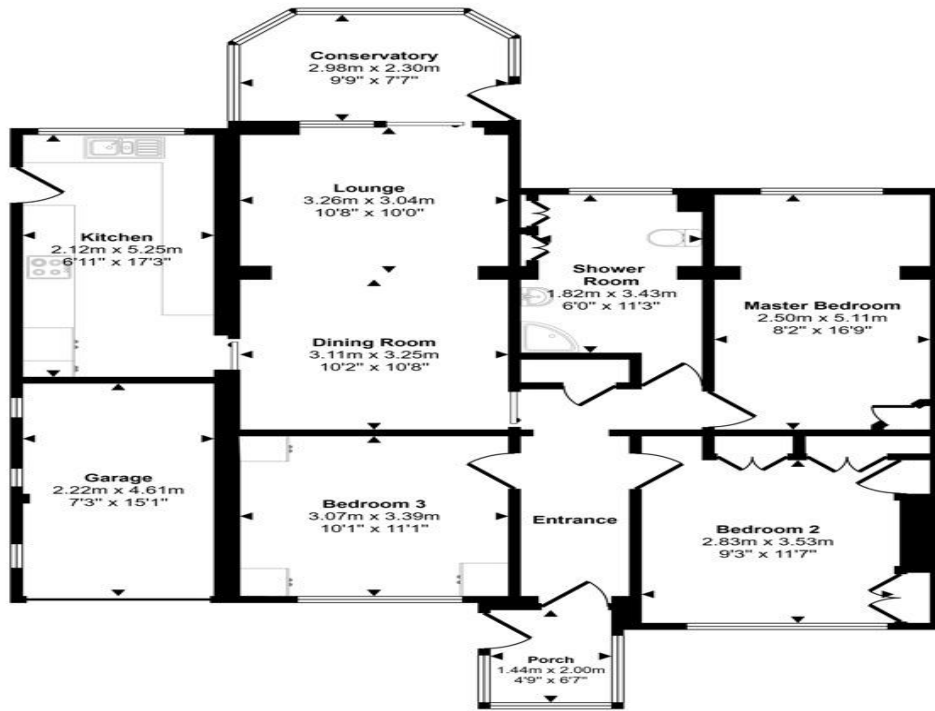 Conservatory
2.98m x 2.30m
9'9" x 7'7"
Lounge
3.26m x 3.04m
10'8" x 10'0"
Kitchen
2.12m x 5.25m
6'11" x 17'3"
Shower
Room
1.82m x 3.43m
6'0" x 11'3"
Master Bedroom
2.50m x 5.11m
8'2" x 16'9"
Dining Room
3.11m x 3.25m
10'2" x 10'8"
Garage
2.22m x 4.61m
7'3" x 15'1"
Bedroom 3
3.07m x 3.39m
10'1" x 11'1"
Entrance
Bedroom 2
2.83m x 3.53m
9'3" x 11'7"
Porch
1.44m x 2.00m
4'9" x 6'7"